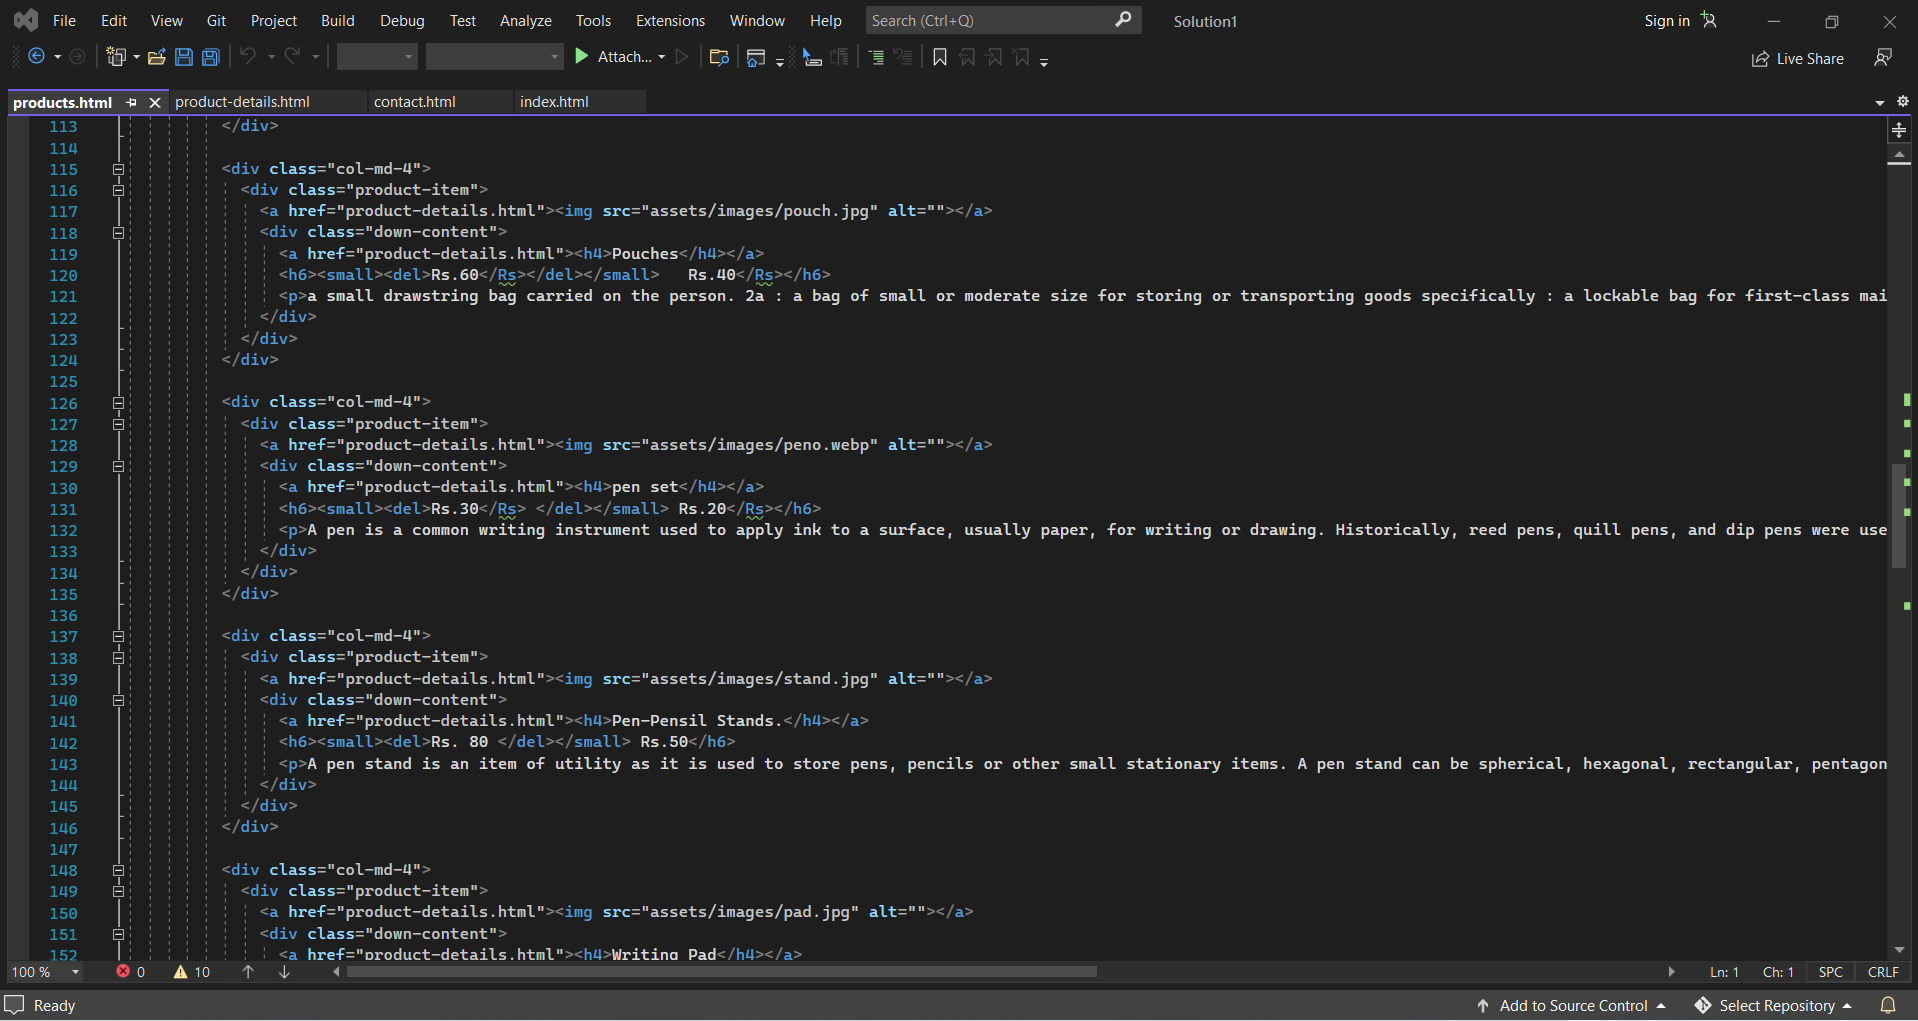 File Edit View Git Project Build Debug Test Analyze Tools Extensions Window Help Search (Ctrl+Q) Solution1 Sign in
Attach... Live Share
products.html product-details.html contact.html index.html
113 </div>
114
115 <div class="col-md-4">
116 <div class="product-item">
117 <a href="product-details.html"><img src="assets/images/pouch.jpg" alt=""></a>
118 <div class="down-content">
119 <a href="product-details.html"><h4>Pouches</h4></a>
120 <h6><small><del>Rs.60</Rs></del></small> Rs.40</Rs></h6>
121 <p>a small drawstring bag carried on the person. 2a : a bag of small or moderate size for storing or transporting goods specifically : a lockable bag for first-class mai
122 </div>
123 </div>
124 </div>
125
126 <div class="col-md-4">
127 <div class="product-item">
128 <a href="product-details.html"><img src="assets/images/peno.webp" alt=""></a>
129 <div class="down-content">
130 <a href="product-details.html"><h4>pen set</h4></a>
131 <h6><small><del>Rs.30</Rs> </del></small> Rs.20</Rs></h6>
132 <p>A pen is a common writing instrument used to apply ink to a surface, usually paper, for writing or drawing. Historically, reed pens, quill pens, and dip pens were use
133 </div>
134 </div>
135 </div>
136
137 <div class="col-md-4">
138 <div class="product-item">
139 <a href="product-details.html"><img src="assets/images/stand.jpg" alt=""></a>
140 <div class="down-content">
141 <a href="product-details.html"><h4>Pen-Pensil Stands.</h4></a>
142 <h6><small><del>Rs. 80 </del></small> Rs.50</h6>
143 <p>A pen stand is an item of utility as it is used to store pens, pencils or other small stationary items. A pen stand can be spherical, hexagonal, rectangular, pentagon
144 </div>
145 </div>
146 </div>
147
148 <div class="col-md-4">
149 <div class="product-item">
150 <a href="product-details.html"><img src="assets/images/pad.jpg" alt=""></a>
151 <div class="down-content">
152 <a href="product-details.html"><h4>Writing Pad</h4></a>
100 % 0 10 Ln: 1 Ch: 1 SPC CRLF
Ready Add to Source Control Select Repository